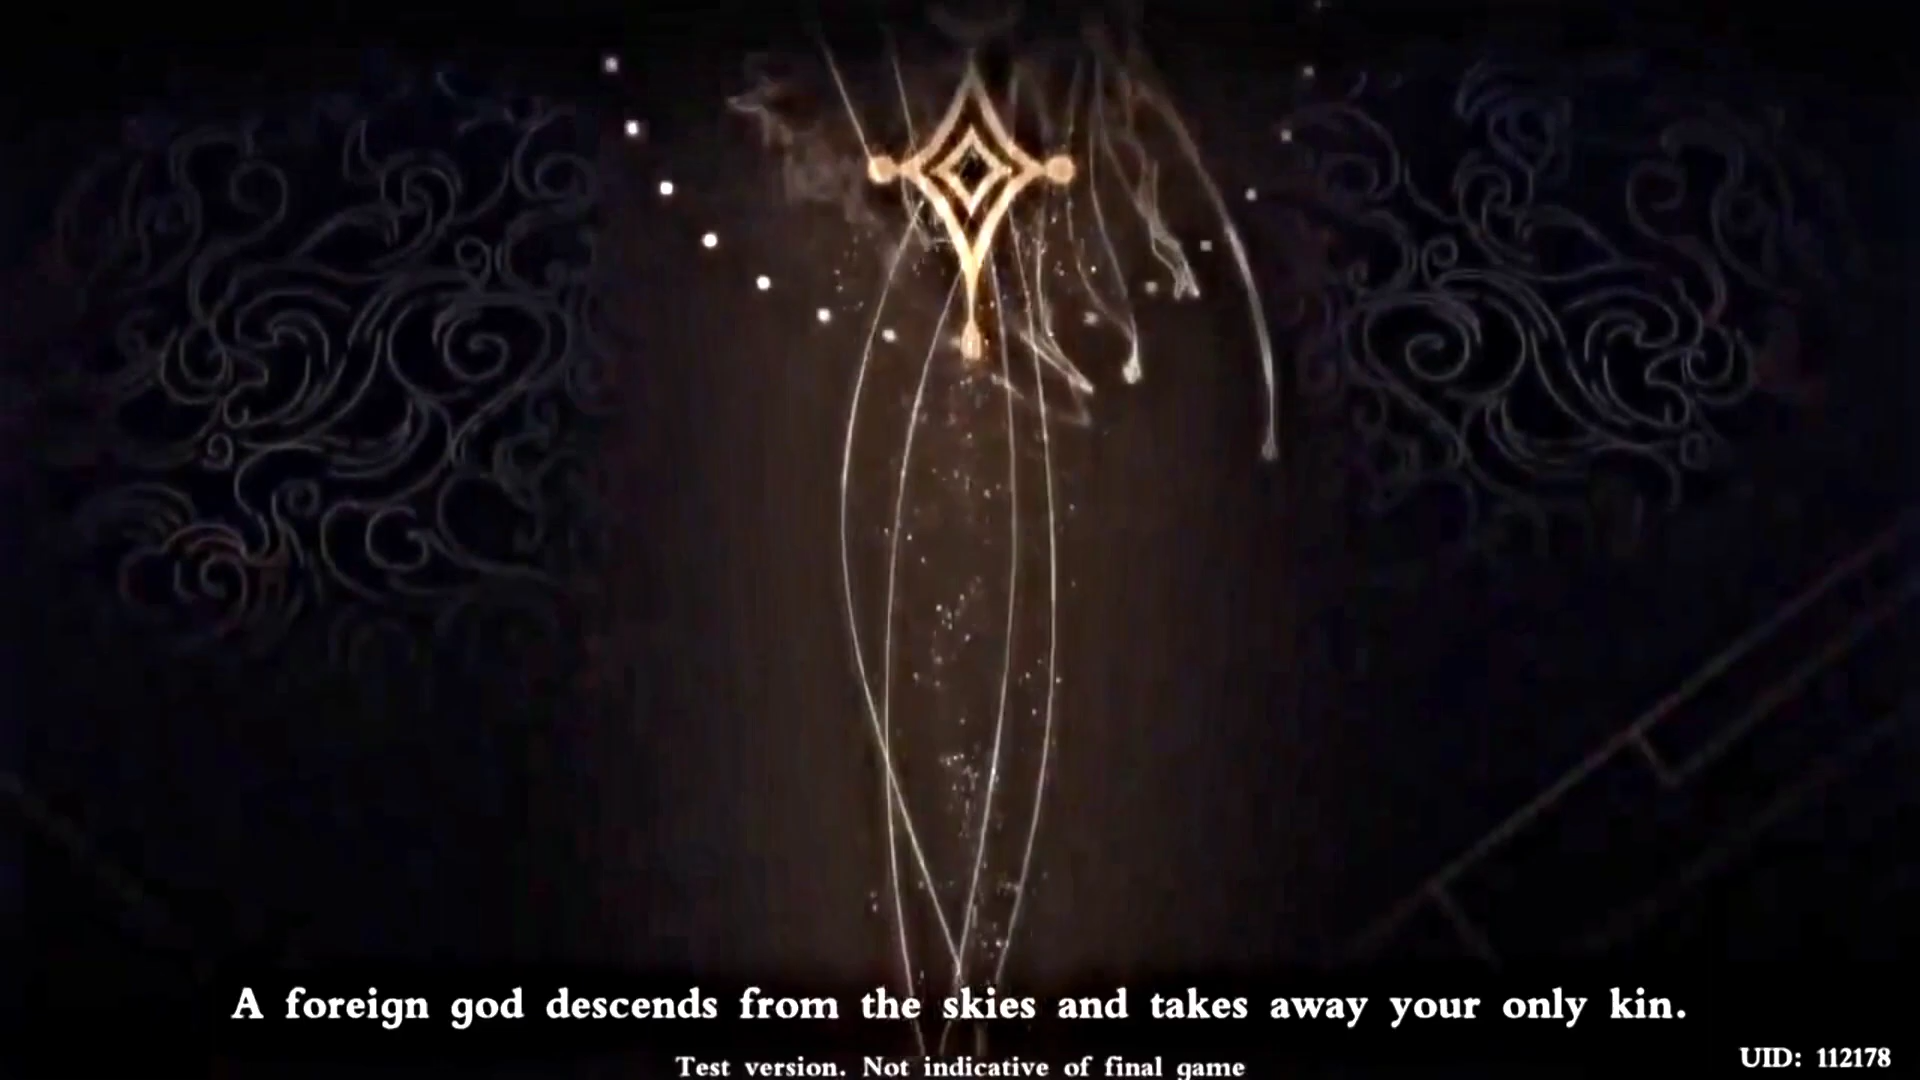 A foreign god descends from the skies and takes away your only kin.
Test version. Not indicative of final game
UID: 112178